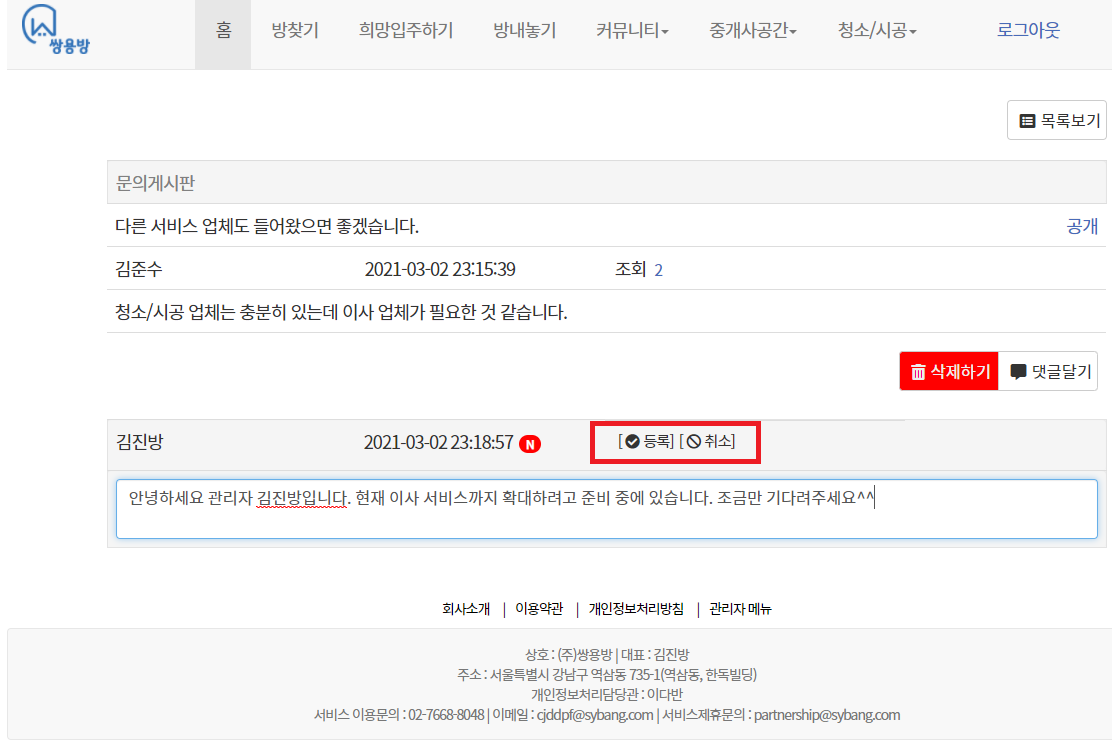 쌍용방
홈 방찾기 희망입주하기 방내놓기 커뮤니티 중개사공간 청소/시공 로그아웃
목록보기
문의게시판
다른 서비스 업체도 들어왔으면 좋겠습니다. 공개
김준수 2021-03-02 23:15:39 조회 2
청소/시공 업체는 충분히 있는데 이사 업체가 필요한 것 같습니다.
삭제하기 댓글달기
김진방 2021-03-02 23:18:57 N [등록] [취소]
안녕하세요 관리자 김진방입니다. 현재 이사 서비스까지 확대하려고 준비 중에 있습니다. 조금만 기다려주세요^^
회사소개 | 이용약관 | 개인정보처리방침 | 관리자 메뉴
상호 : (주)쌍용방 | 대표 : 김진방
주소 : 서울특별시 강남구 역삼동 735-1(역삼동, 한독빌딩)
개인정보처리담당관 : 이다반
서비스 이용문의 : 02-7668-8048 | 이메일 : cjddpf@sybang.com | 서비스제휴문의 : partnership@sybang.com